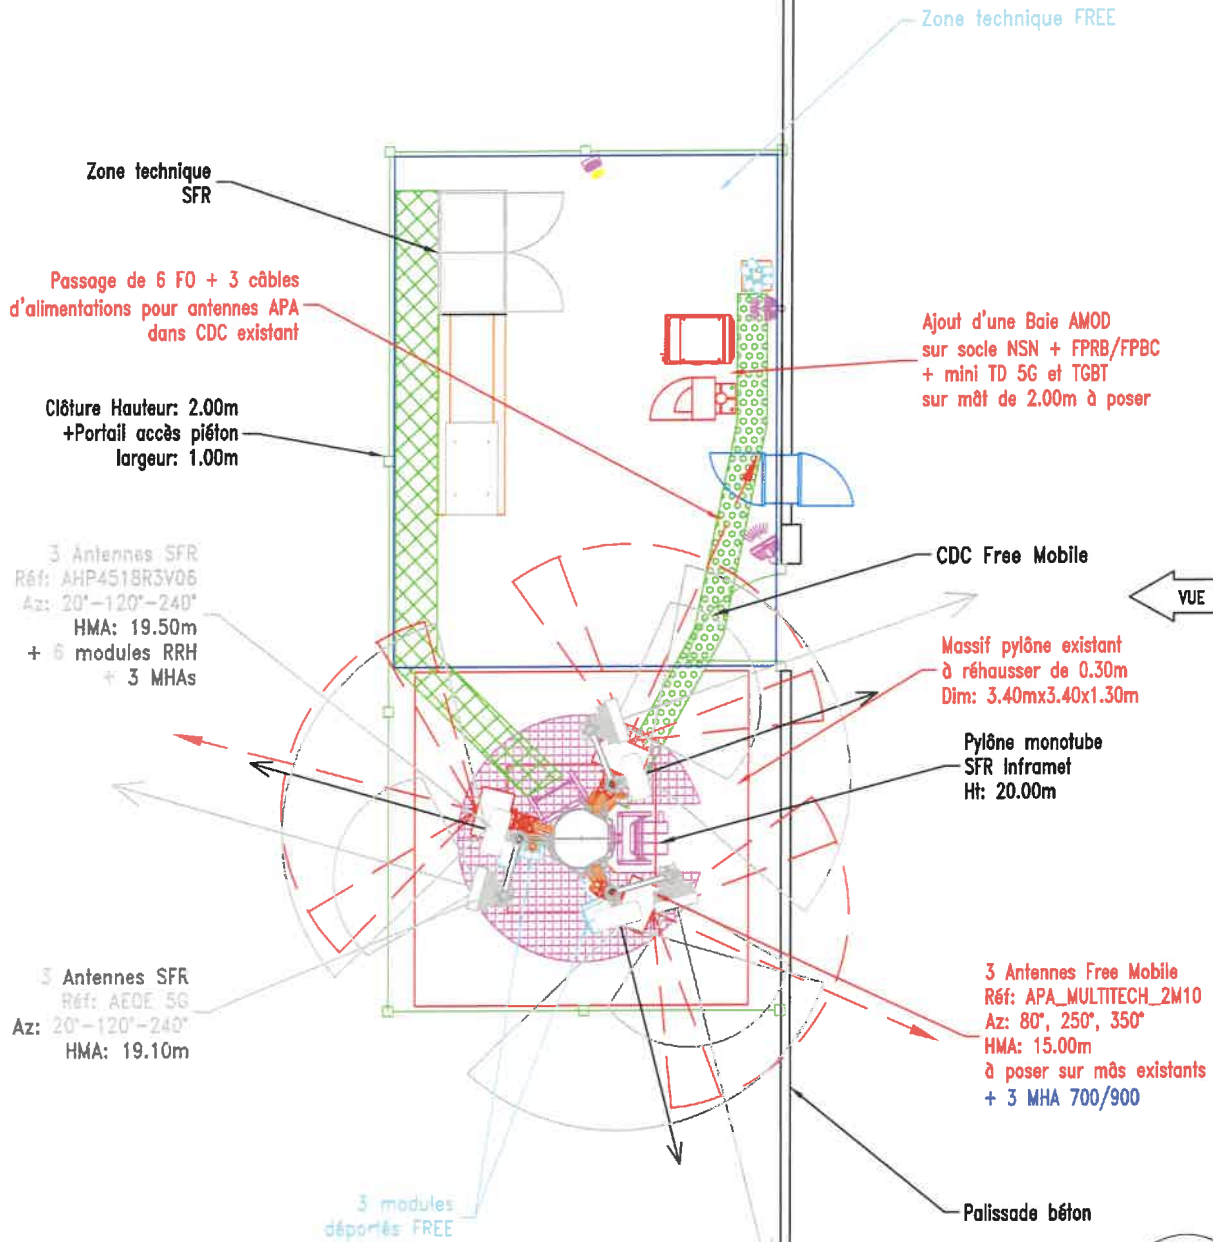 Zone technique FREE
Zone technique
SFR
Passage de 6 FO + 3 câbles
d'alimentations pour antennes APA
dans CDC existant
Ajout d'une Baie AMOD
sur socle NSN + FPRB/FPBC
+ mini TD 5G et TGBT
sur mât de 2.00m à poser
Clôture Hauteur: 2.00m
+Portail accès piéton
largeur: 1.00m
3 Antennes SFR
Réf: AHP4518R3V06
Az: 20°-120°-240°
HMA: 19.50m
+ 6 modules RRH
+ 3 MHAs
CDC Free Mobile
VUE
Massif pylône existant
à réhausser de 0.30m
Dim: 3.40mx3.40x1.30m
Pylône monotube
SFR Inframet
Ht: 20.00m
3 Antennes SFR
Réf: AEQE 5G
Az: 20°-120°-240°
HMA: 19.10m
3 Antennes Free Mobile
Réf: APA_MULTITECH_2M10
Az: 80°, 250°, 350°
HMA: 15.00m
à poser sur mâs existants
+ 3 MHA 700/900
3 modules
déportés FREE
Palissade béton